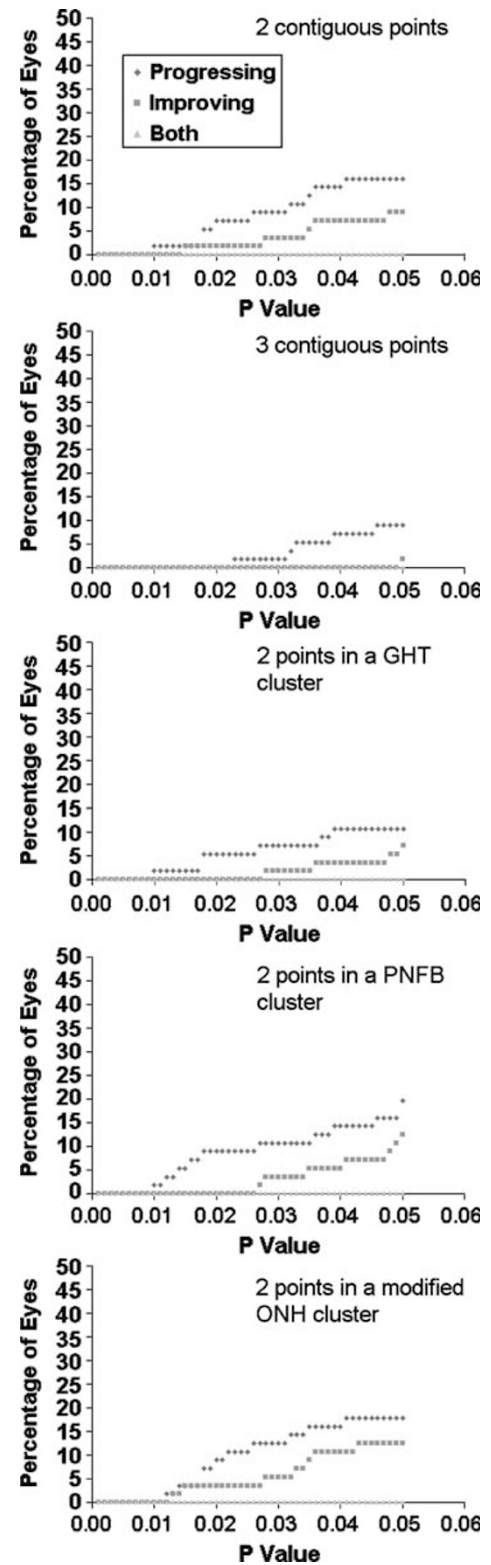 2 contiguous points
Progressing
Improving
Both
Percentage of Eyes
50
45
40
35
30
25
20
15
10
5
0
0.00 0.01 0.02 0.03 0.04 0.05 0.06
P Value
3 contiguous points
Percentage of Eyes
50
45
40
35
30
25
20
15
10
5
0
0.00 0.01 0.02 0.03 0.04 0.05 0.06
P Value
2 points in a GHT
cluster
Percentage of Eyes
50
45
40
35
30
25
20
15
10
5
0
0.00 0.01 0.02 0.03 0.04 0.05 0.06
P Value
2 points in a PNFB
cluster
Percentage of Eyes
50
45
40
35
30
25
20
15
10
5
0
0.00 0.01 0.02 0.03 0.04 0.05 0.06
P Value
2 points in a modified
ONH cluster
Percentage of Eyes
50
45
40
35
30
25
20
15
10
5
0
0.00 0.01 0.02 0.03 0.04 0.05 0.06
P Value